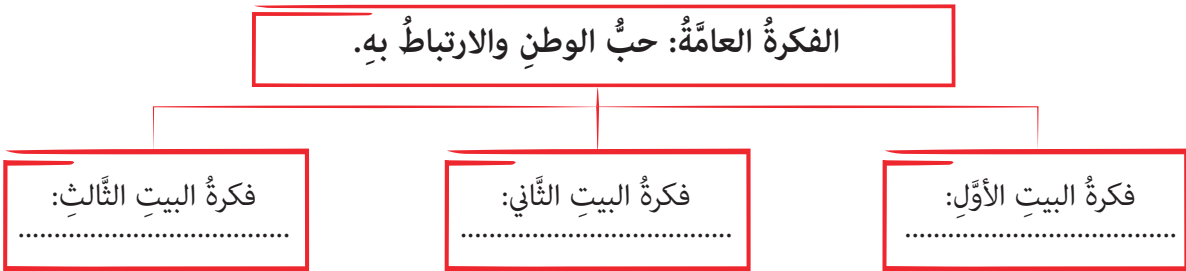 الفكرةُ العامَّةُ: حبُّ الوطنِ والارتباطُ بهِ.
فكرةُ البيتِ الأوَّلِ:
......................................
فكرةُ البيتِ الثَّاني:
......................................
فكرةُ البيتِ الثَّالثِ:
......................................